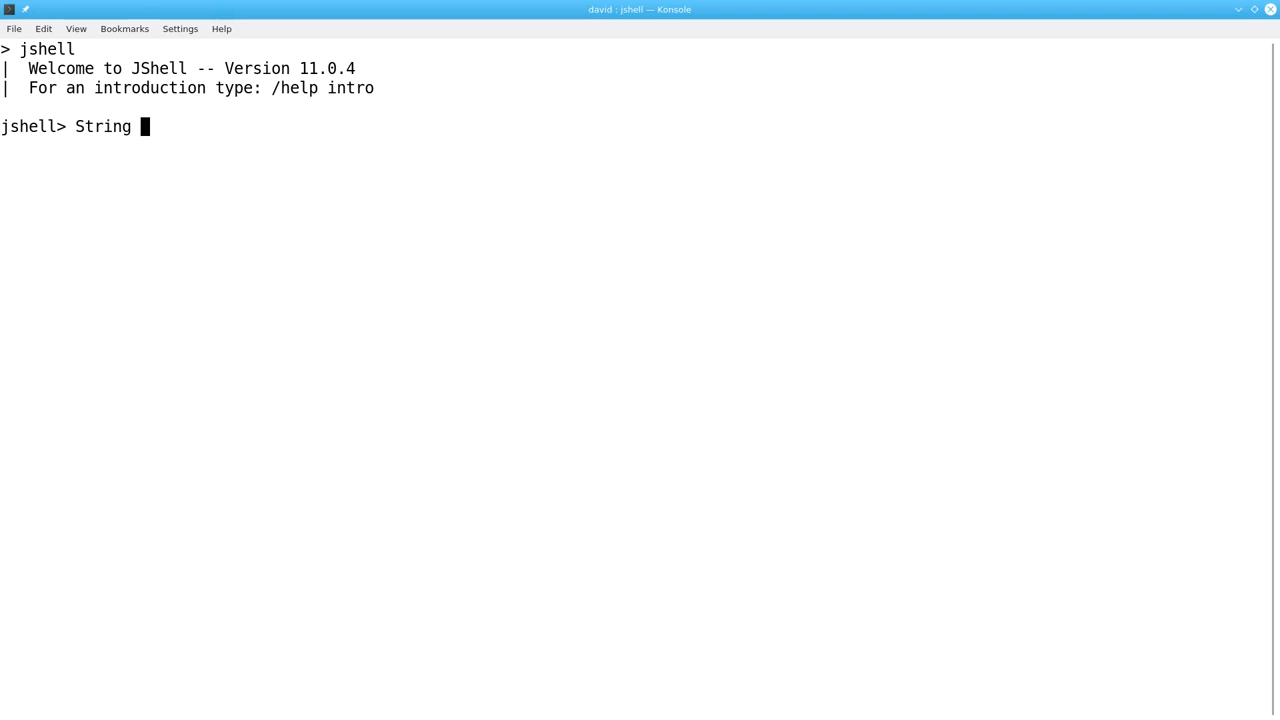 david : jshell — Konsole
File Edit View Bookmarks Settings Help
> jshell
|  Welcome to JShell -- Version 11.0.4
|  For an introduction type: /help intro
jshell> String